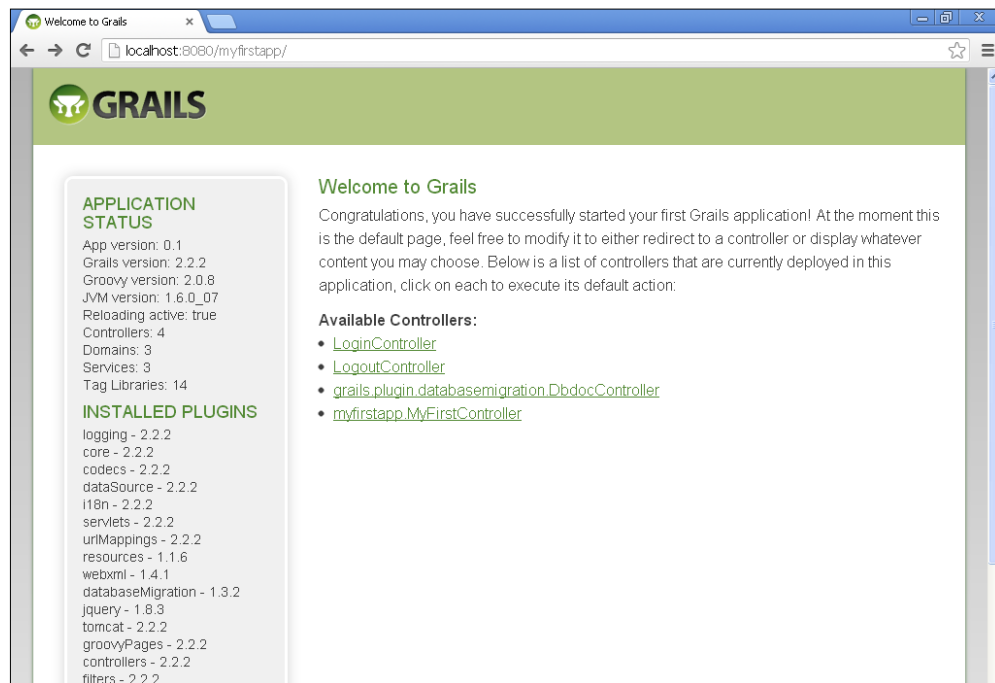 Welcome to Grails
localhost:8080/myfirstapp/
GRAILS
APPLICATION
STATUS
App version: 0.1
Grails version: 2.2.2
Groovy version: 2.0.8
JVM version: 1.6.0_07
Reloading active: true
Controllers: 4
Domains: 3
Services: 3
Tag Libraries: 14
INSTALLED PLUGINS
logging - 2.2.2
core - 2.2.2
codecs - 2.2.2
dataSource - 2.2.2
i18n - 2.2.2
servlets - 2.2.2
urlMappings - 2.2.2
resources - 1.1.6
webxml - 1.4.1
databaseMigration - 1.3.2
jquery - 1.8.3
tomcat - 2.2.2
groovyPages - 2.2.2
controllers - 2.2.2
filters - 2.2.2
Welcome to Grails
Congratulations, you have successfully started your first Grails application! At the moment this
is the default page, feel free to modify it to either redirect to a controller or display whatever
content you may choose. Below is a list of controllers that are currently deployed in this
application, click on each to execute its default action:
Available Controllers:
LoginController
LogoutController
grails.plugin.databasemigration.DbdocController
myfirstapp.MyFirstController